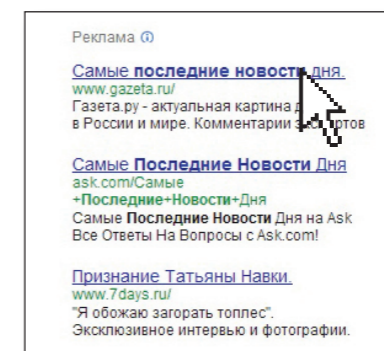 Реклама
Самые последние новости дня.
www.gazeta.ru/
Газета.ру - актуальная картина
в России и мире. Комментарии
Самые Последние Новости Дня
ask.com/Самые
+Последние+Новости+Дня
Самые Последние Новости Дня на Ask
Все Ответы На Вопросы с Ask.com!
Признание Татьяны Навки.
www.7days.ru/
"Я обожаю загорать топлес".
Эксклюзивное интервью и фотографии.